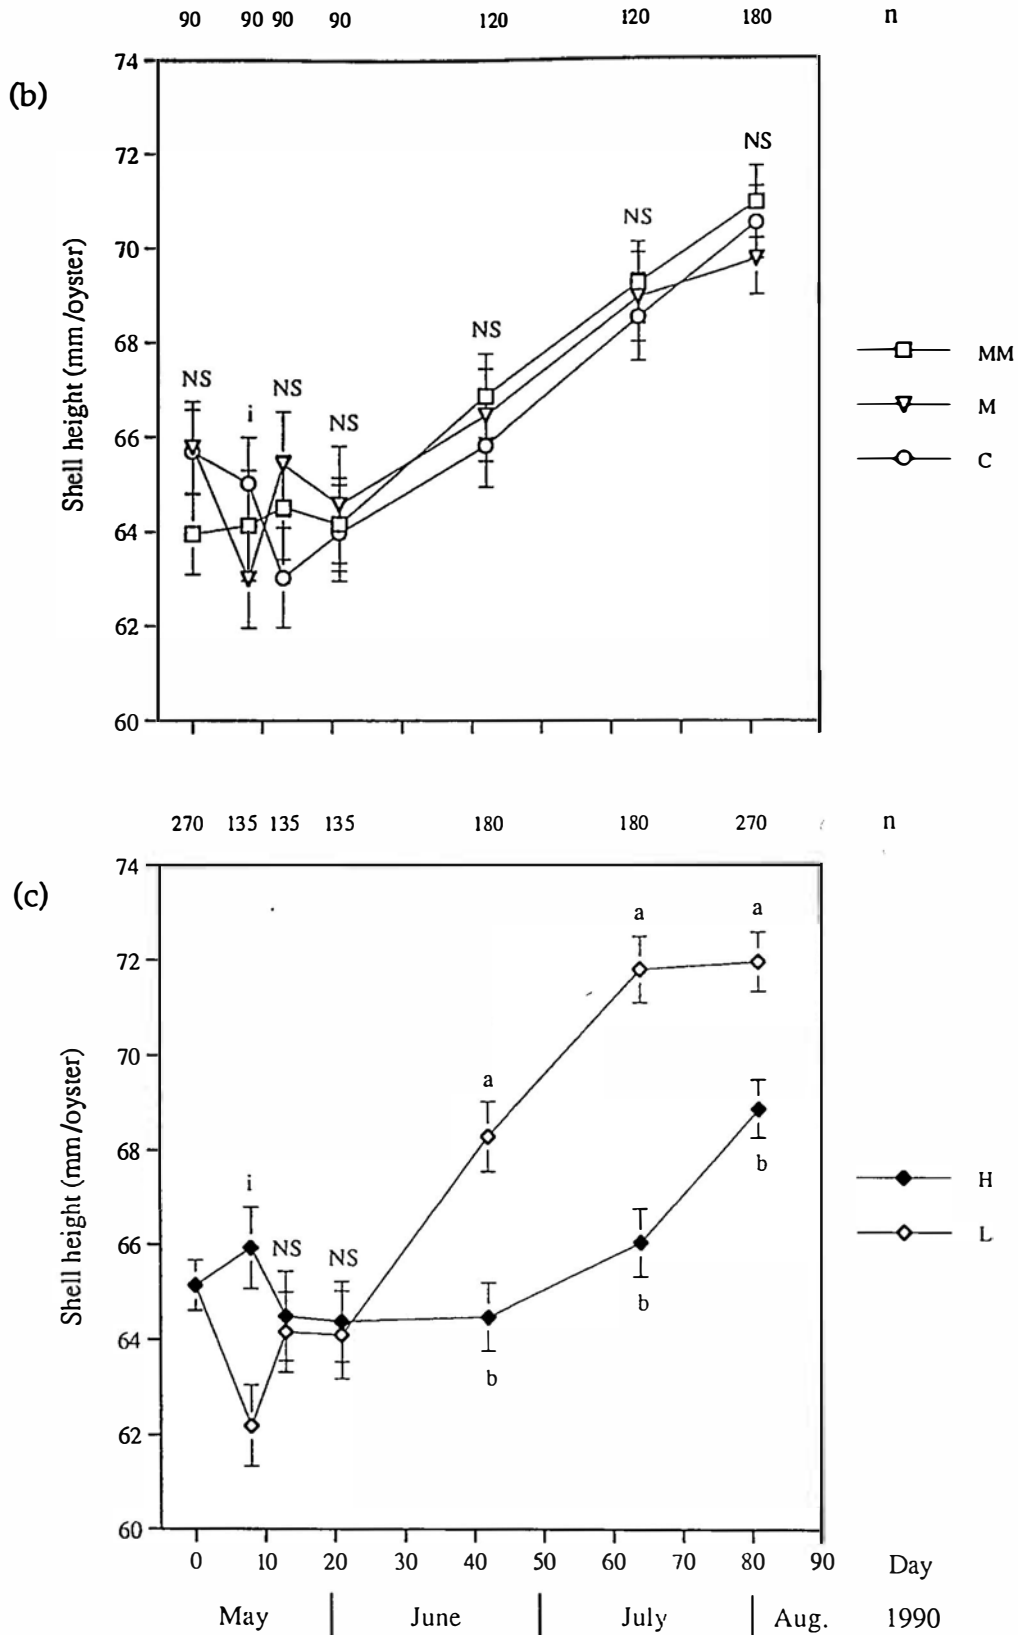 90 90 90 90 120 120 180 n
(b)
74
72
70
68
66
64
62
60
Shell height (mm/oyster)
NS
i
NS
NS
NS
NS
NS
MM
M
C
270 135 135 135 180 180 270 n
(c)
74
72
70
68
66
64
62
60
Shell height (mm/oyster)
i
NS
NS
a
a
a
b
b
b
H
L
0 10 20 30 40 50 60 70 80 90 Day
May June July Aug. 1990